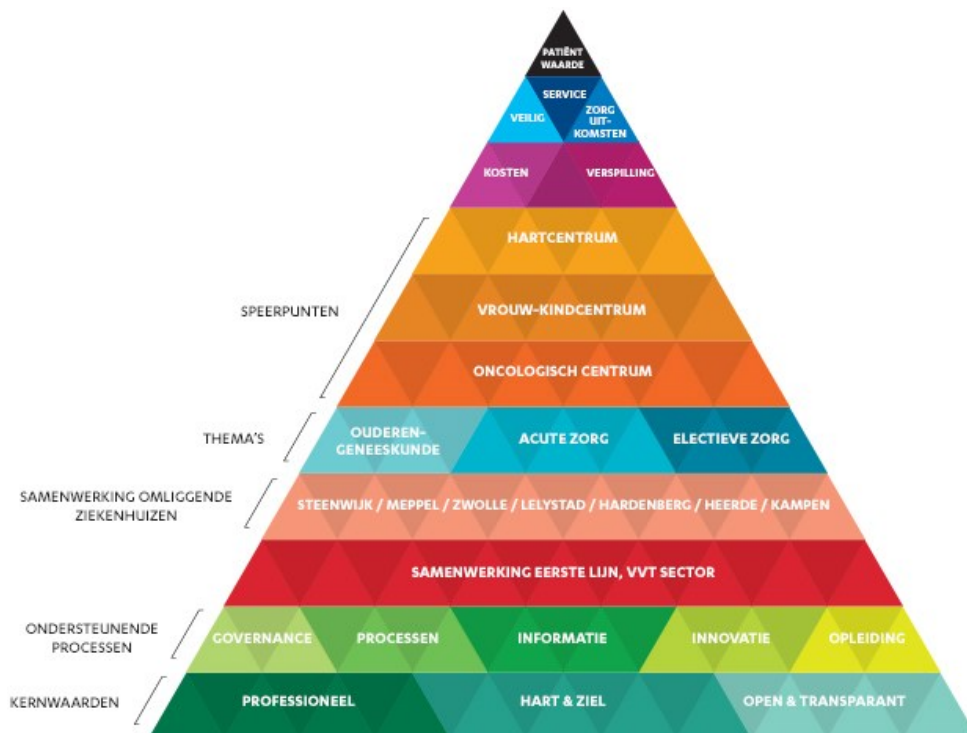 PATIËNT
WAARDE
SERVICE
VEILIG
ZORG
UIT-
KOMSTEN
KOSTEN
VERSPILLING
HARTCENTRUM
SPEERPUNTEN
VROUW-KINDCENTRUM
ONCOLOGISCH CENTRUM
THEMA'S
OUDEREN-
GENEESKUNDE
ACUTE ZORG
ELECTIEVE ZORG
SAMENWERKING OMLIGGENDE
ZIEKENHUIZEN
STEENWIJK / MEPPEL / ZWOLLE / LELYSTAD / HARDENBERG / HEERDE / KAMPEN
SAMENWERKING EERSTE LIJN, VVT SECTOR
ONDERSTEUNENDE
PROCESSEN
GOVERNANCE
PROCESSEN
INFORMATIE
INNOVATIE
OPLEIDING
KERNWAARDEN
PROFESSIONEEL
HART & ZIEL
OPEN & TRANSPARANT